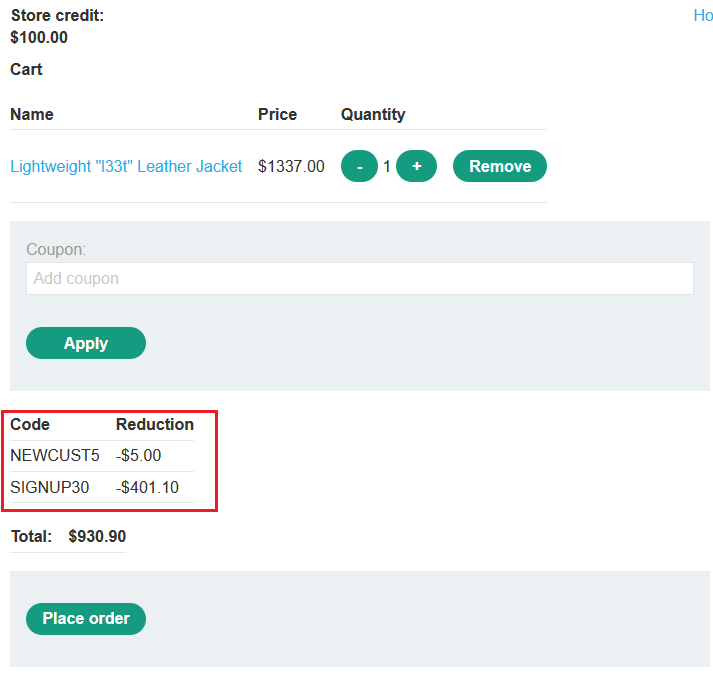 Store credit:
Ho
$100.00
Cart
Name Price Quantity
Lightweight "l33t" Leather Jacket $1337.00 - 1 + Remove
Coupon:
Add coupon
Apply
Code Reduction
NEWCUST5 -$5.00
SIGNUP30 -$401.10
Total: $930.90
Place order